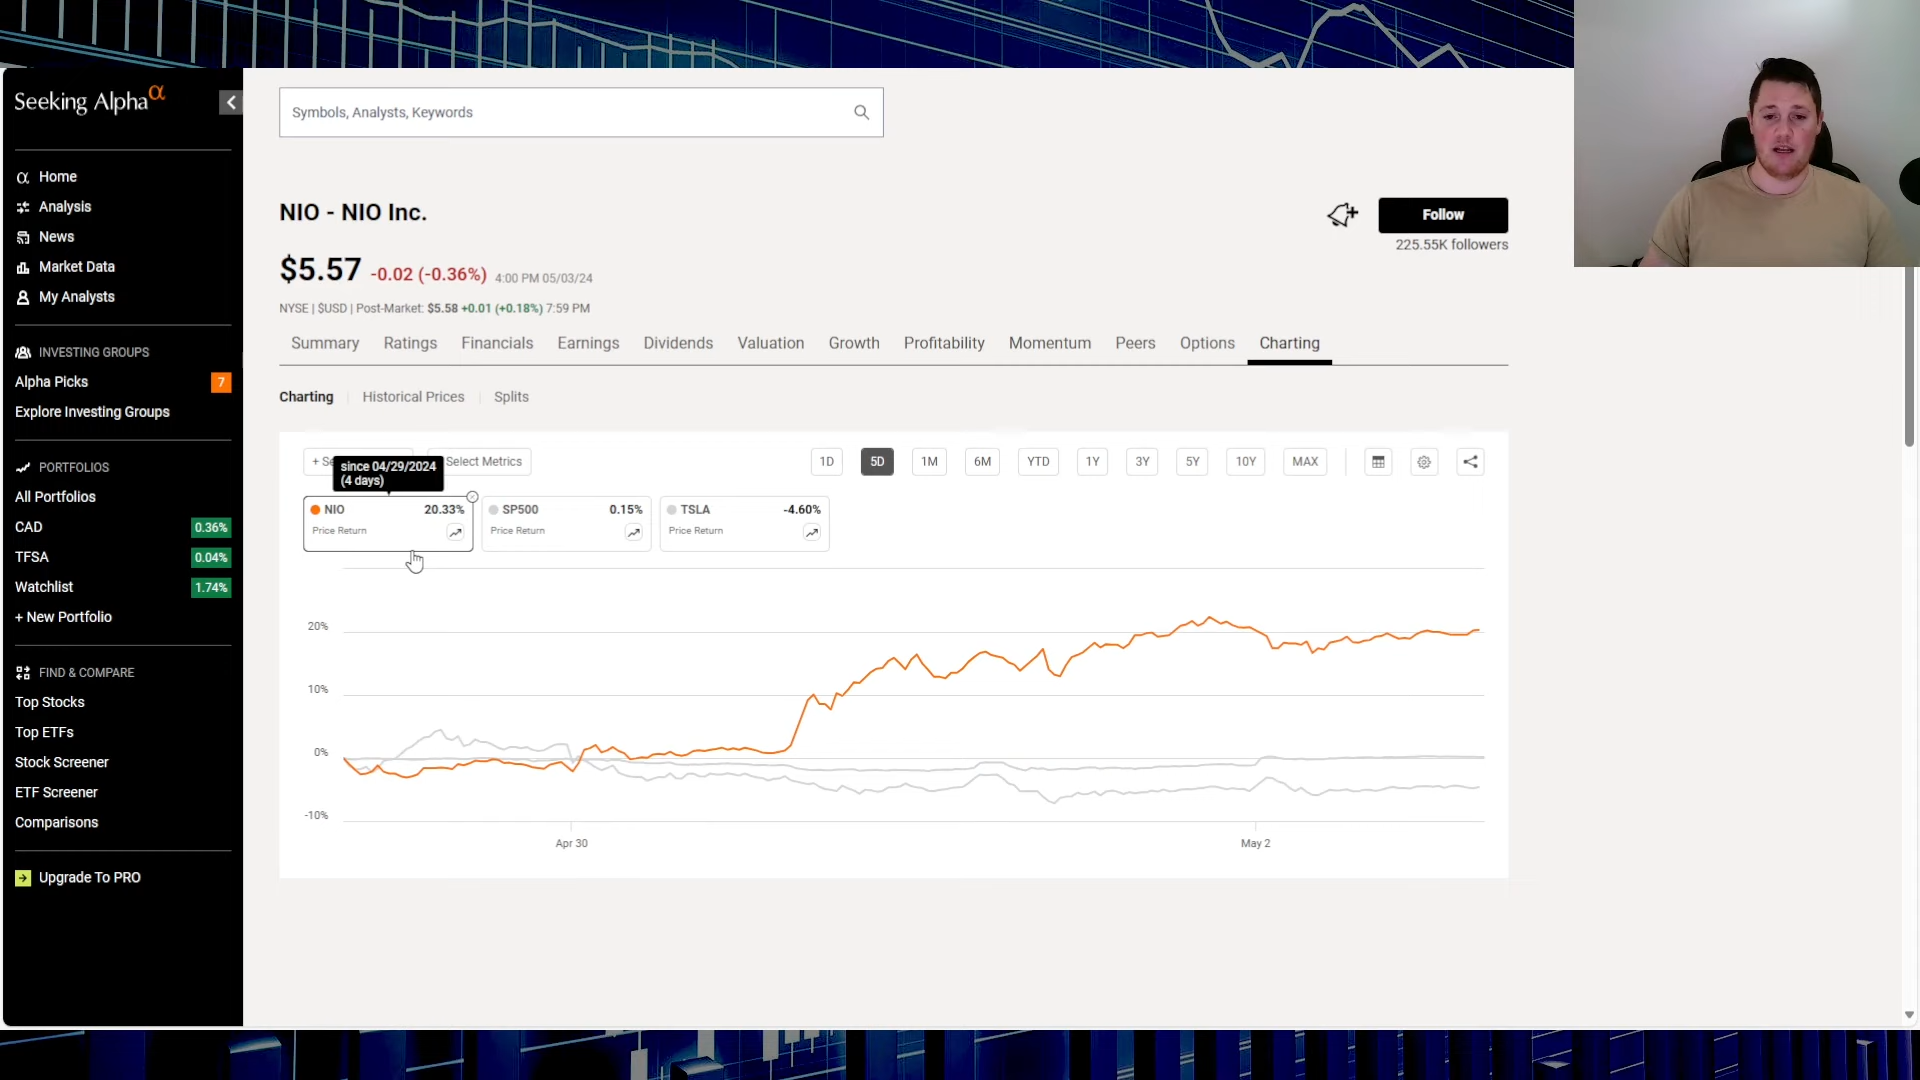 Seeking Alpha α
Home
Analysis
News
Market Data
My Analysts
INVESTING GROUPS
Alpha Picks 7
Explore Investing Groups
PORTFOLIOS
All Portfolios
CAD 0.36%
TFSA 0.04%
Watchlist 1.74%
+ New Portfolio
FIND & COMPARE
Top Stocks
Top ETFs
Stock Screener
ETF Screener
Comparisons
Upgrade To PRO
Symbols, Analysts, Keywords
NIO - NIO Inc.
Follow
225.55K followers
$5.57 -0.02 (-0.36%) 4:00 PM 05/03/24
NYSE | $USD | Post-Market: $5.58 +0.01 (+0.18%) 7:59 PM
Summary Ratings Financials Earnings Dividends Valuation Growth Profitability Momentum Peers Options Charting
Charting Historical Prices Splits
+ Se
since 04/29/2024
(4 days)
Select Metrics
1D 5D 1M 6M YTD 1Y 3Y 5Y 10Y MAX
NIO 20.33%
Price Return
SP500 0.15%
Price Return
TSLA -4.60%
Price Return
20%
10%
0%
-10%
Apr 30 May 2